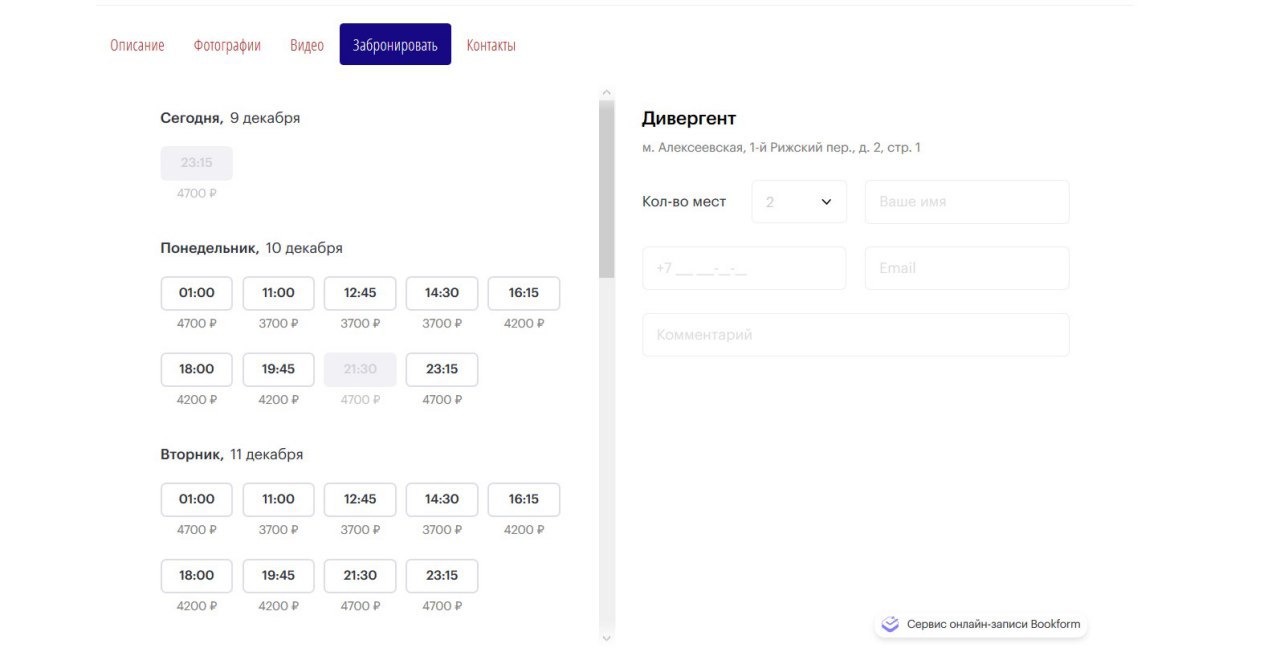 Описание Фотографии Видео Забронировать Контакты
Сегодня, 9 декабря
23:15
4700 ₽
Понедельник, 10 декабря
01:00 11:00 12:45 14:30 16:15
4700 ₽ 3700 ₽ 3700 ₽ 3700 ₽ 4200 ₽
18:00 19:45 21:30 23:15
4200 ₽ 4200 ₽ 4700 ₽ 4700 ₽
Вторник, 11 декабря
01:00 11:00 12:45 14:30 16:15
4700 ₽ 3700 ₽ 3700 ₽ 3700 ₽ 4200 ₽
18:00 19:45 21:30 23:15
4200 ₽ 4200 ₽ 4700 ₽ 4700 ₽
Дивергент
м. Алексеевская, 1-й Рижский пер., д. 2, стр. 1
Кол-во мест 2 Ваше имя
+7 ___ ___-__-__ Email
Комментарий
Сервис онлайн-записи Bookform